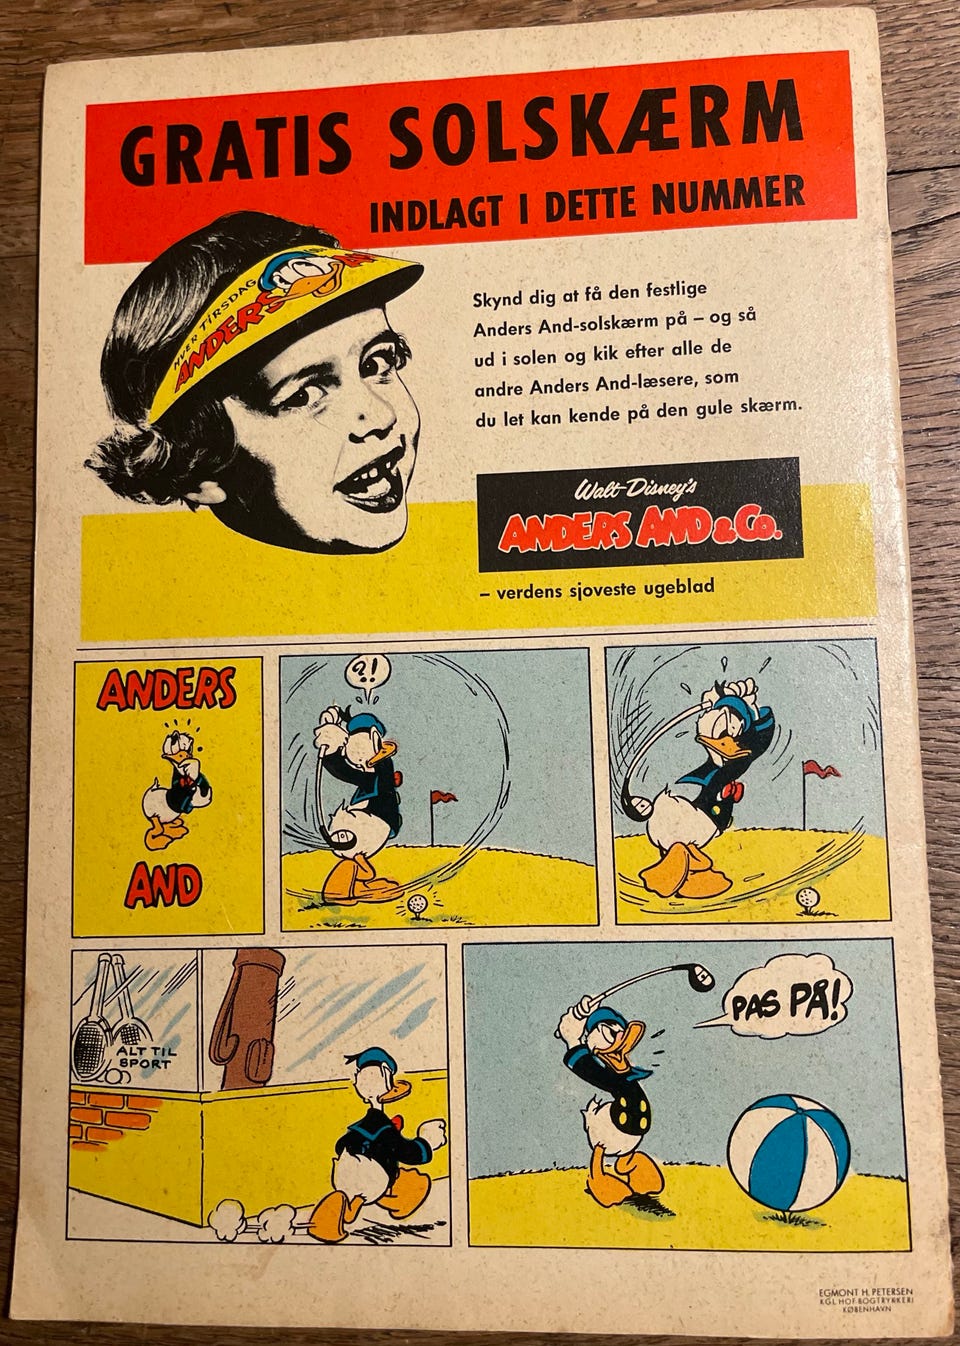 GRATIS SOLSKÆRM
INDLAGT I DETTE NUMMER
HVER TIRSDAG
ANDERS
Skynd dig at få den festlige
Anders And-solskærm på – og så
ud i solen og kik efter alle de
andre Anders And-læsere, som
du let kan kende på den gule skærm.
Walt Disney's
ANDERS AND & Co.
– verdens sjoveste ugeblad
ANDERS
AND
?!
ALT TIL
SPORT
PAS PÅ!
EGMONT H. PETERSEN
KGL. HOF-BOGTRYKKERI
KØBENHAVN